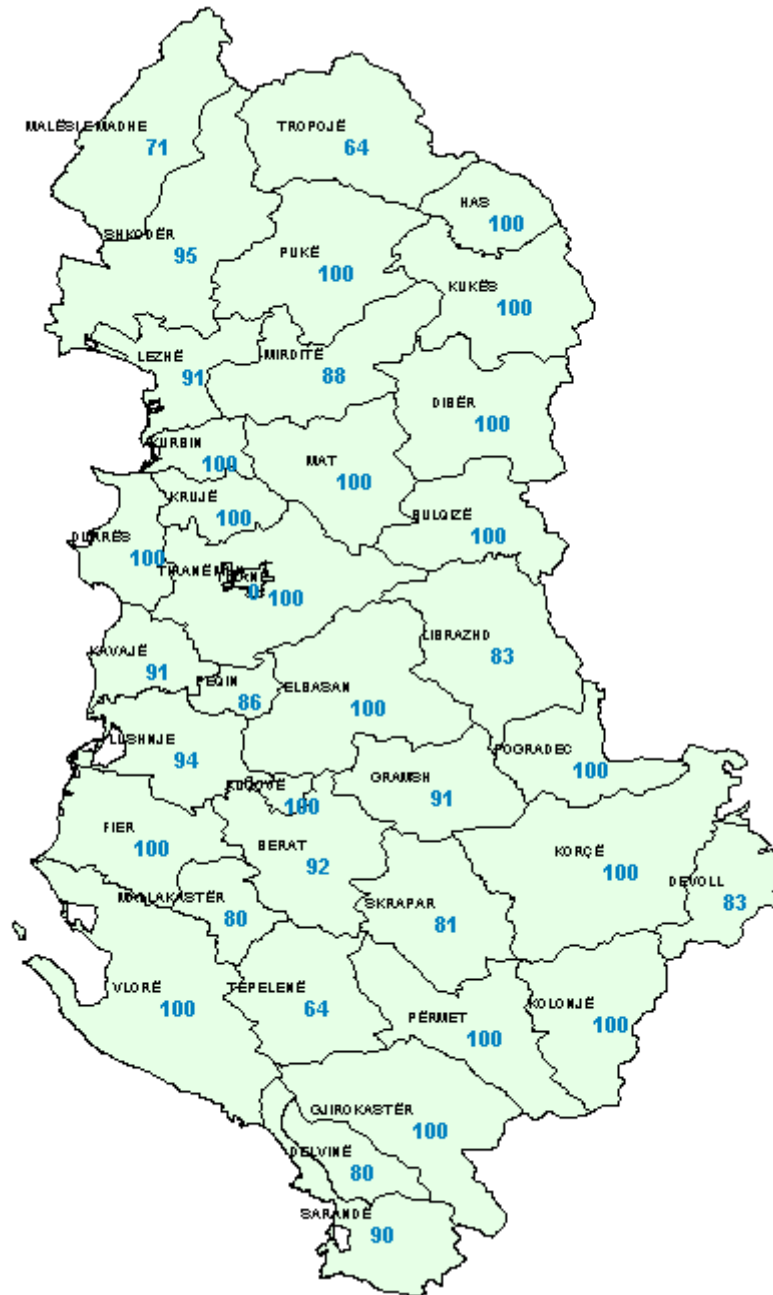 MALËSI E MADHE
71
TROPOJË
64
HAS
100
SHKODËR
95
PUKË
100
KUKËS
100
LEZHË
91
MIRDITË
88
DIBËR
100
KURBIN
100
MAT
100
KRUJË
100
BULQIZË
100
DURRËS
100
0
100
LIBRAZHD
83
KAVAJË
91
PEQIN
86
ELBASAN
100
LUSHNJE
94
POGRADEC
100
GRAMSH
91
KUÇOVË
100
FIER
100
BERAT
92
KORÇË
100
DEVOLL
83
MALLAKASTËR
80
SKRAPAR
81
VLORË
100
TEPELENË
64
PËRMET
100
KOLONJË
100
GJIROKASTËR
100
DELVINË
80
SARANDË
90